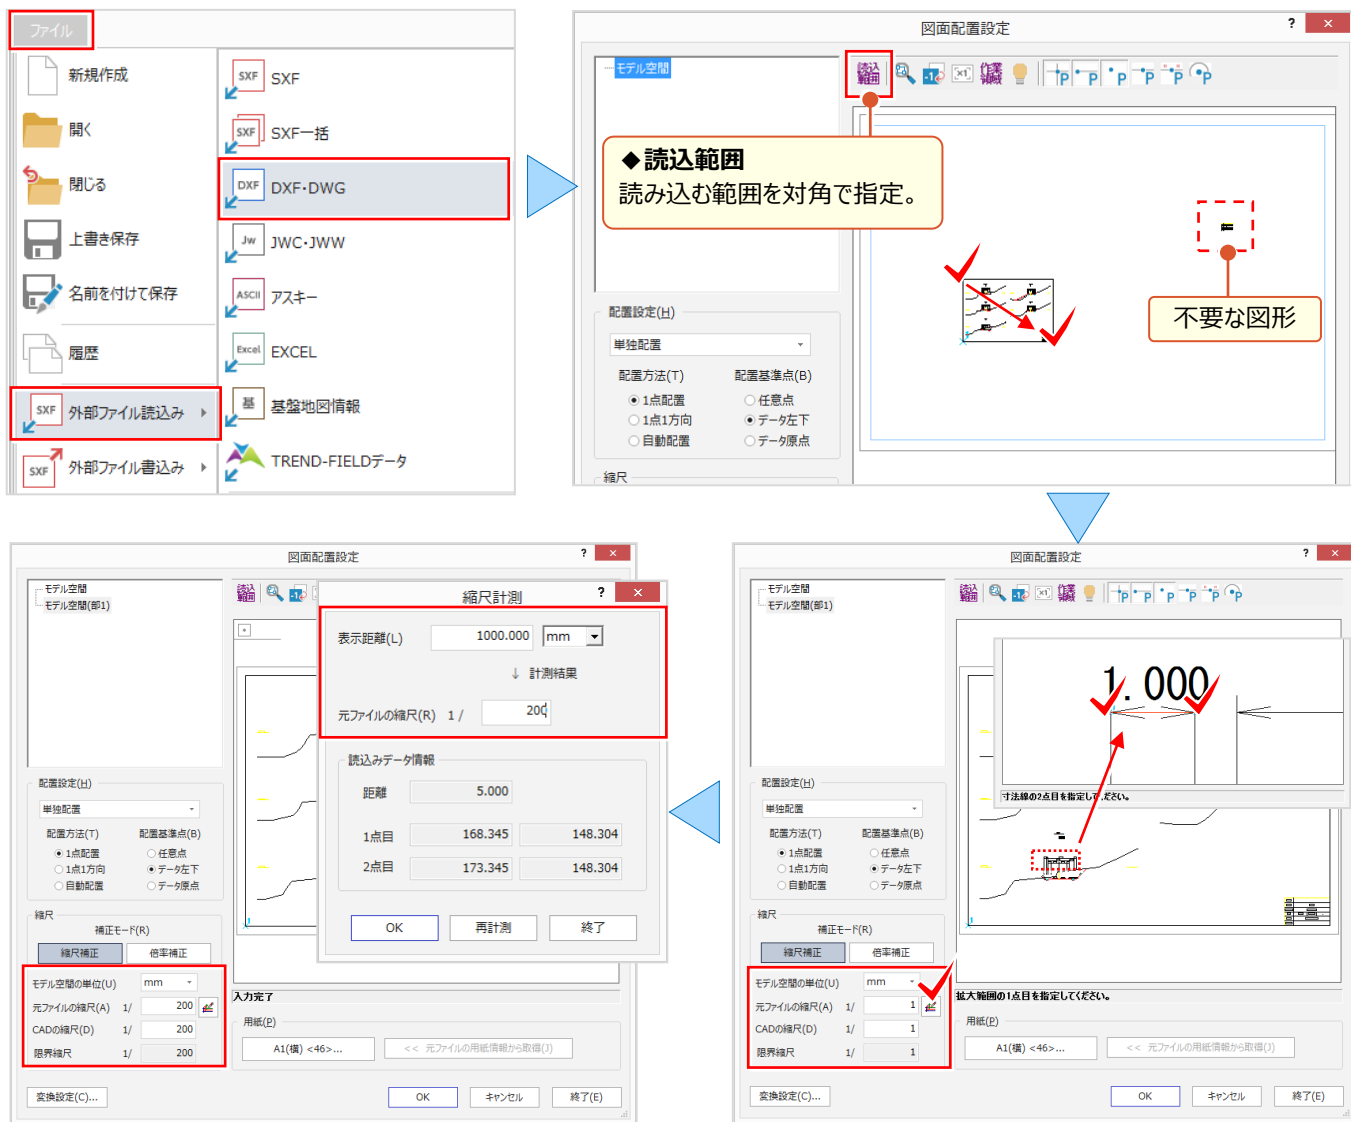 ファイル
新規作成
開く
閉じる
上書き保存
名前を付けて保存
履歴
SXF 外部ファイル読込み
SXF 外部ファイル書込み
SXF SXF
SXF SXF一括
DXF DXF・DWG
Jw JWC・JWW
ASCII アスキー
Excel EXCEL
基 基盤地図情報
TREND-FIELDデータ
図面配置設定 ? ×
モデル空間
読込範囲
◆読込範囲
読み込む範囲を対角で指定。
不要な図形
配置設定(H)
単独配置
配置方法(T) 配置基準点(B)
1点配置 任意点
1点1方向 データ左下
自動配置 データ原点
縮尺
図面配置設定 ? ×
モデル空間
モデル空間(部1)
縮尺計測 ? ×
表示距離(L) 1000.000 mm
↓ 計測結果
元ファイルの縮尺(R) 1 / 200
読込みデータ情報
距離 5.000
1点目 168.345 148.304
2点目 173.345 148.304
OK 再計測 終了
配置設定(H)
単独配置
配置方法(T) 配置基準点(B)
1点配置 任意点
1点1方向 データ左下
自動配置 データ原点
縮尺
補正モード(R)
縮尺補正 倍率補正
モデル空間の単位(U) mm
元ファイルの縮尺(A) 1/ 200
CADの縮尺(D) 1/ 200
限界縮尺 1/ 200
入力完了
用紙(P)
A1(横) <46>... << 元ファイルの用紙情報から取得(J)
変換設定(C)... OK キャンセル 終了(E)
図面配置設定 ? ×
モデル空間
モデル空間(部1)
1.000
寸法線の2点目を指定してください。
配置設定(H)
単独配置
配置方法(T) 配置基準点(B)
1点配置 任意点
1点1方向 データ左下
自動配置 データ原点
縮尺
補正モード(R)
縮尺補正 倍率補正
モデル空間の単位(U) mm
元ファイルの縮尺(A) 1/ 1
CADの縮尺(D) 1/ 1
限界縮尺 1/ 1
拡大範囲の1点目を指定してください。
用紙(P)
A1(横) <46>... << 元ファイルの用紙情報から取得(J)
変換設定(C)... OK キャンセル 終了(E)